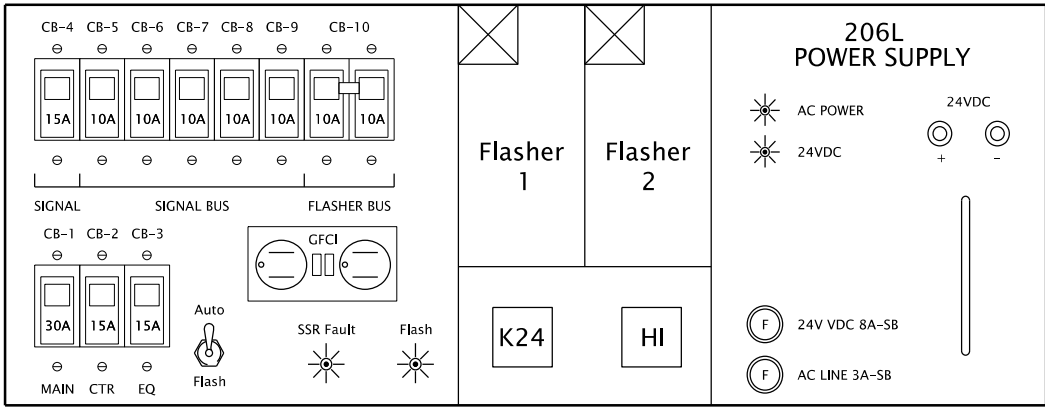 CB-4 CB-5 CB-6 CB-7 CB-8 CB-9 CB-10
15A 10A 10A 10A 10A 10A 10A 10A
SIGNAL SIGNAL BUS FLASHER BUS
CB-1 CB-2 CB-3
30A 15A 15A
MAIN CTR EQ
Auto
Flash
GFCI
SSR Fault Flash
Flasher
1
Flasher
2
K24 HI
206L
POWER SUPPLY
AC POWER
24VDC
24VDC
+ -
F 24V VDC 8A-SB
F AC LINE 3A-SB